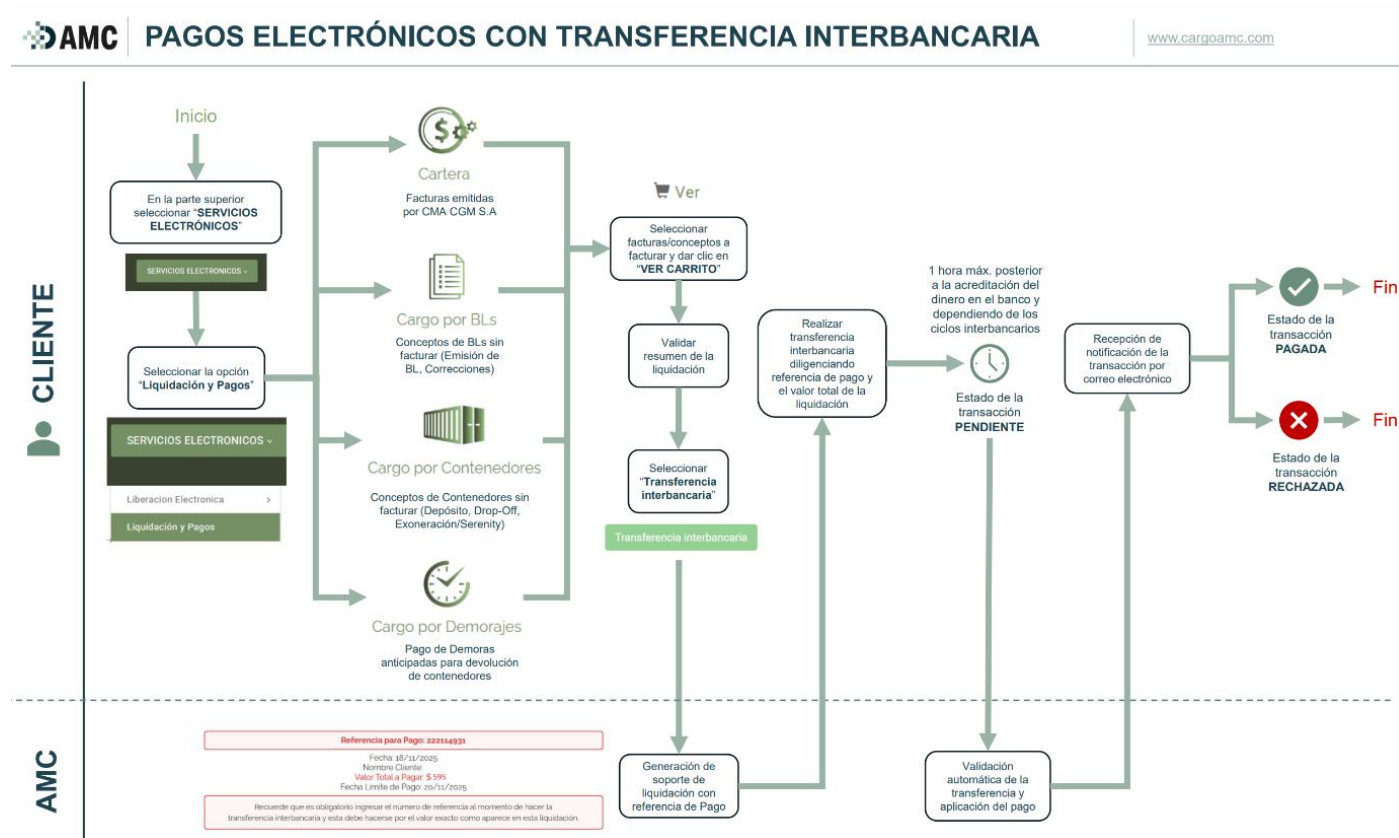 AMC
PAGOS ELECTRÓNICOS CON TRANSFERENCIA INTERBANCARIA
www.cargoamc.com
CLIENTE
Inicio
En la parte superior
seleccionar “SERVICIOS
ELECTRÓNICOS”
SERVICIOS ELECTRONICOS
Seleccionar la opción
“Liquidación y Pagos”
SERVICIOS ELECTRONICOS
Liberacion Electronica
Liquidación y Pagos
Cartera
Facturas emitidas
por CMA CGM S.A
Cargo por BLs
Conceptos de BLs sin
facturar (Emisión de
BL, Correcciones)
Cargo por Contenedores
Conceptos de Contenedores sin
facturar (Depósito, Drop-Off,
Exoneración/Serenity)
Cargo por Demorajes
Pago de Demoras
anticipadas para devolución
de contenedores
Ver
Seleccionar
facturas/conceptos a
facturar y dar clic en
“VER CARRITO”
Validar
resumen de la
liquidación
Seleccionar
“Transferencia
interbancaria”
Transferencia interbancaria
Realizar
transferencia
interbancaria
diligenciando
referencia de pago y
el valor total de la
liquidación
1 hora máx. posterior
a la acreditación del
dinero en el banco y
dependiendo de los
ciclos interbancarios
Estado de la
transacción
PENDIENTE
Recepción de
notificación de la
transacción por
correo electrónico
Fin
Estado de la
transacción
PAGADA
Fin
Estado de la
transacción
RECHAZADA
AMC
Referencia para Pago: 222114931
Fecha: 18/11/2025
Nombre Cliente:
Valor Total a Pagar: $ 595
Fecha Limite de Pago: 20/11/2025
Recuerde que es obligatorio ingresar el número de referencia al momento de hacer la
transferencia interbancaria y esta debe hacerse por el valor exacto como aparece en esta liquidación.
Generación de
soporte de
liquidación con
referencia de Pago
Validación
automática de la
transferencia y
aplicación del pago